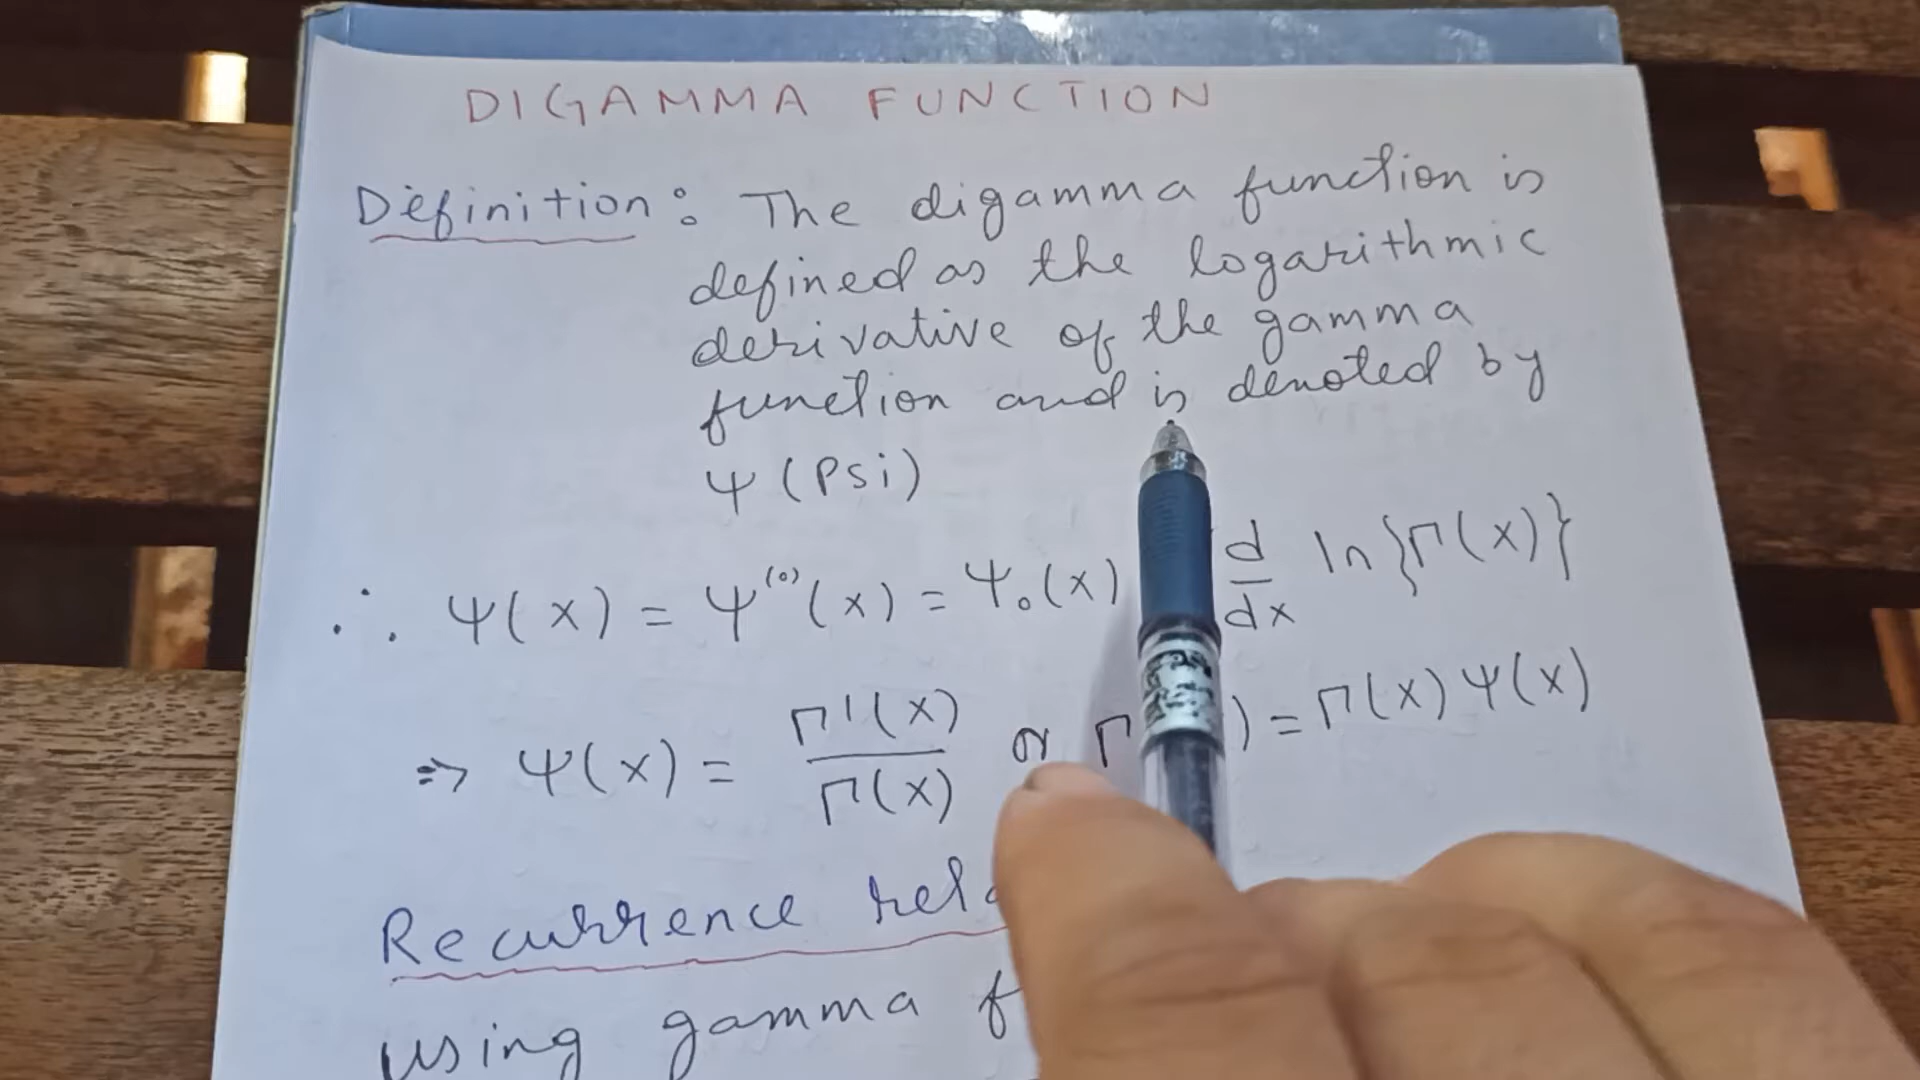 DIGAMMA FUNCTION
Definition: The digamma function is
defined as the logarithmic
derivative of the gamma
function and is denoted by
Ψ (Psi)
∴ Ψ(x) = Ψ⁽⁰⁾(x) = Ψ₀(x) d/dx ln{Γ(x)}
⇒ Ψ(x) = Γ'(x)/Γ(x) or Γ ) = Γ(x) Ψ(x)
Recurrence
using gamma